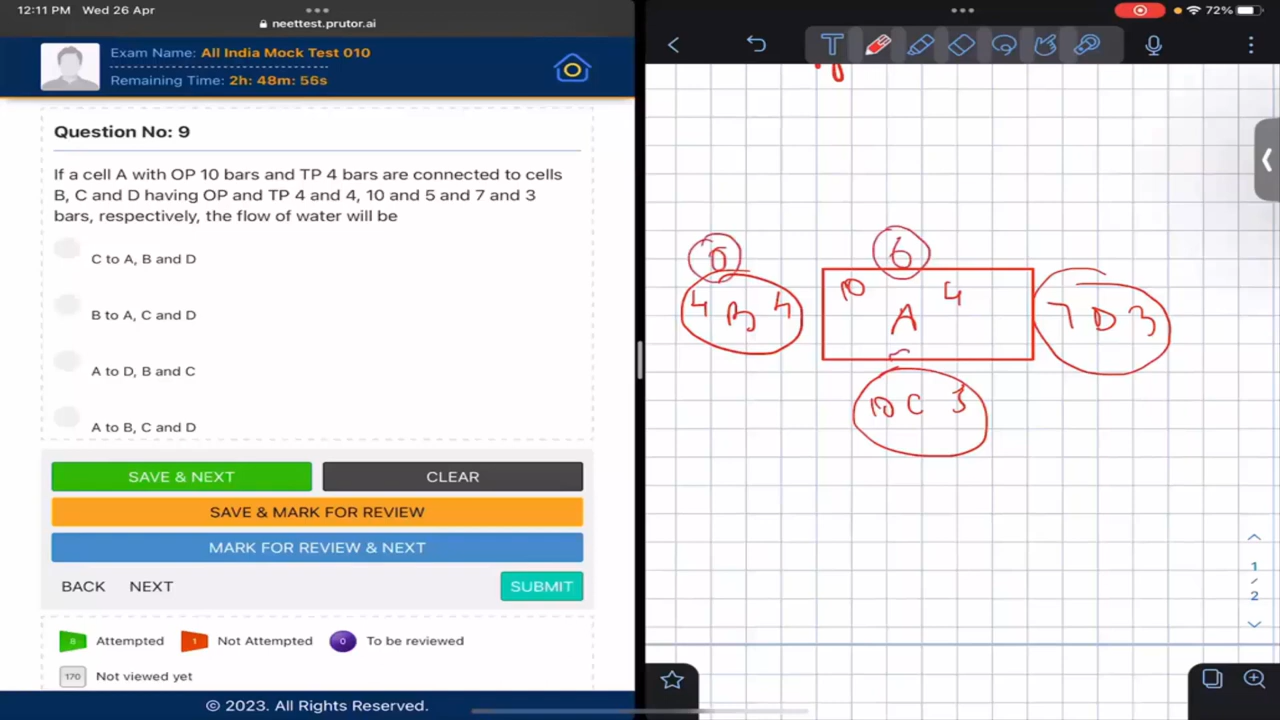 12:11 PM Wed 26 Apr
neettest.prutor.ai
72%
Exam Name: All India Mock Test 010
Remaining Time: 2h: 48m: 56s
Question No: 9
If a cell A with OP 10 bars and TP 4 bars are connected to cells
B, C and D having OP and TP 4 and 4, 10 and 5 and 7 and 3
bars, respectively, the flow of water will be
C to A, B and D
B to A, C and D
A to D, B and C
A to B, C and D
SAVE & NEXT
CLEAR
SAVE & MARK FOR REVIEW
MARK FOR REVIEW & NEXT
BACK
NEXT
SUBMIT
8 Attempted
1 Not Attempted
0 To be reviewed
170 Not viewed yet
© 2023. All Rights Reserved.
T
0
6
4 B 4
10 4
A
7 D 3
10 C 3
1
/
2